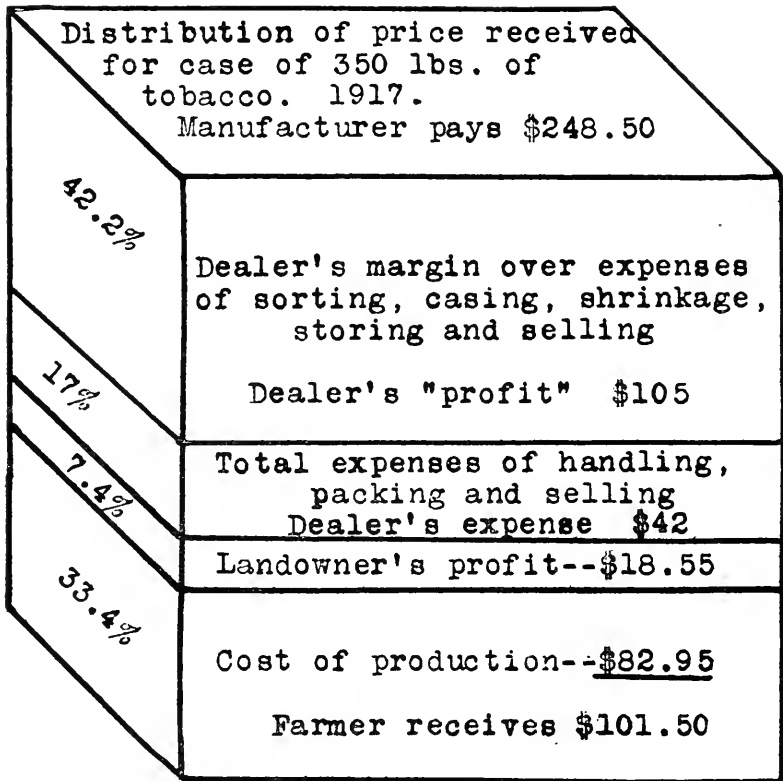 Distribution of price received
for case of 350 lbs. of
tobacco. 1917.
Manufacturer pays $248.50
42.2%
Dealer's margin over expenses
of sorting, casing, shrinkage,
storing and selling
Dealer's "profit" $105
17%
Total expenses of handling,
packing and selling
Dealer's expense $42
7.4%
Landowner's profit--$18.55
33.4%
Cost of production--$82.95
Farmer receives $101.50